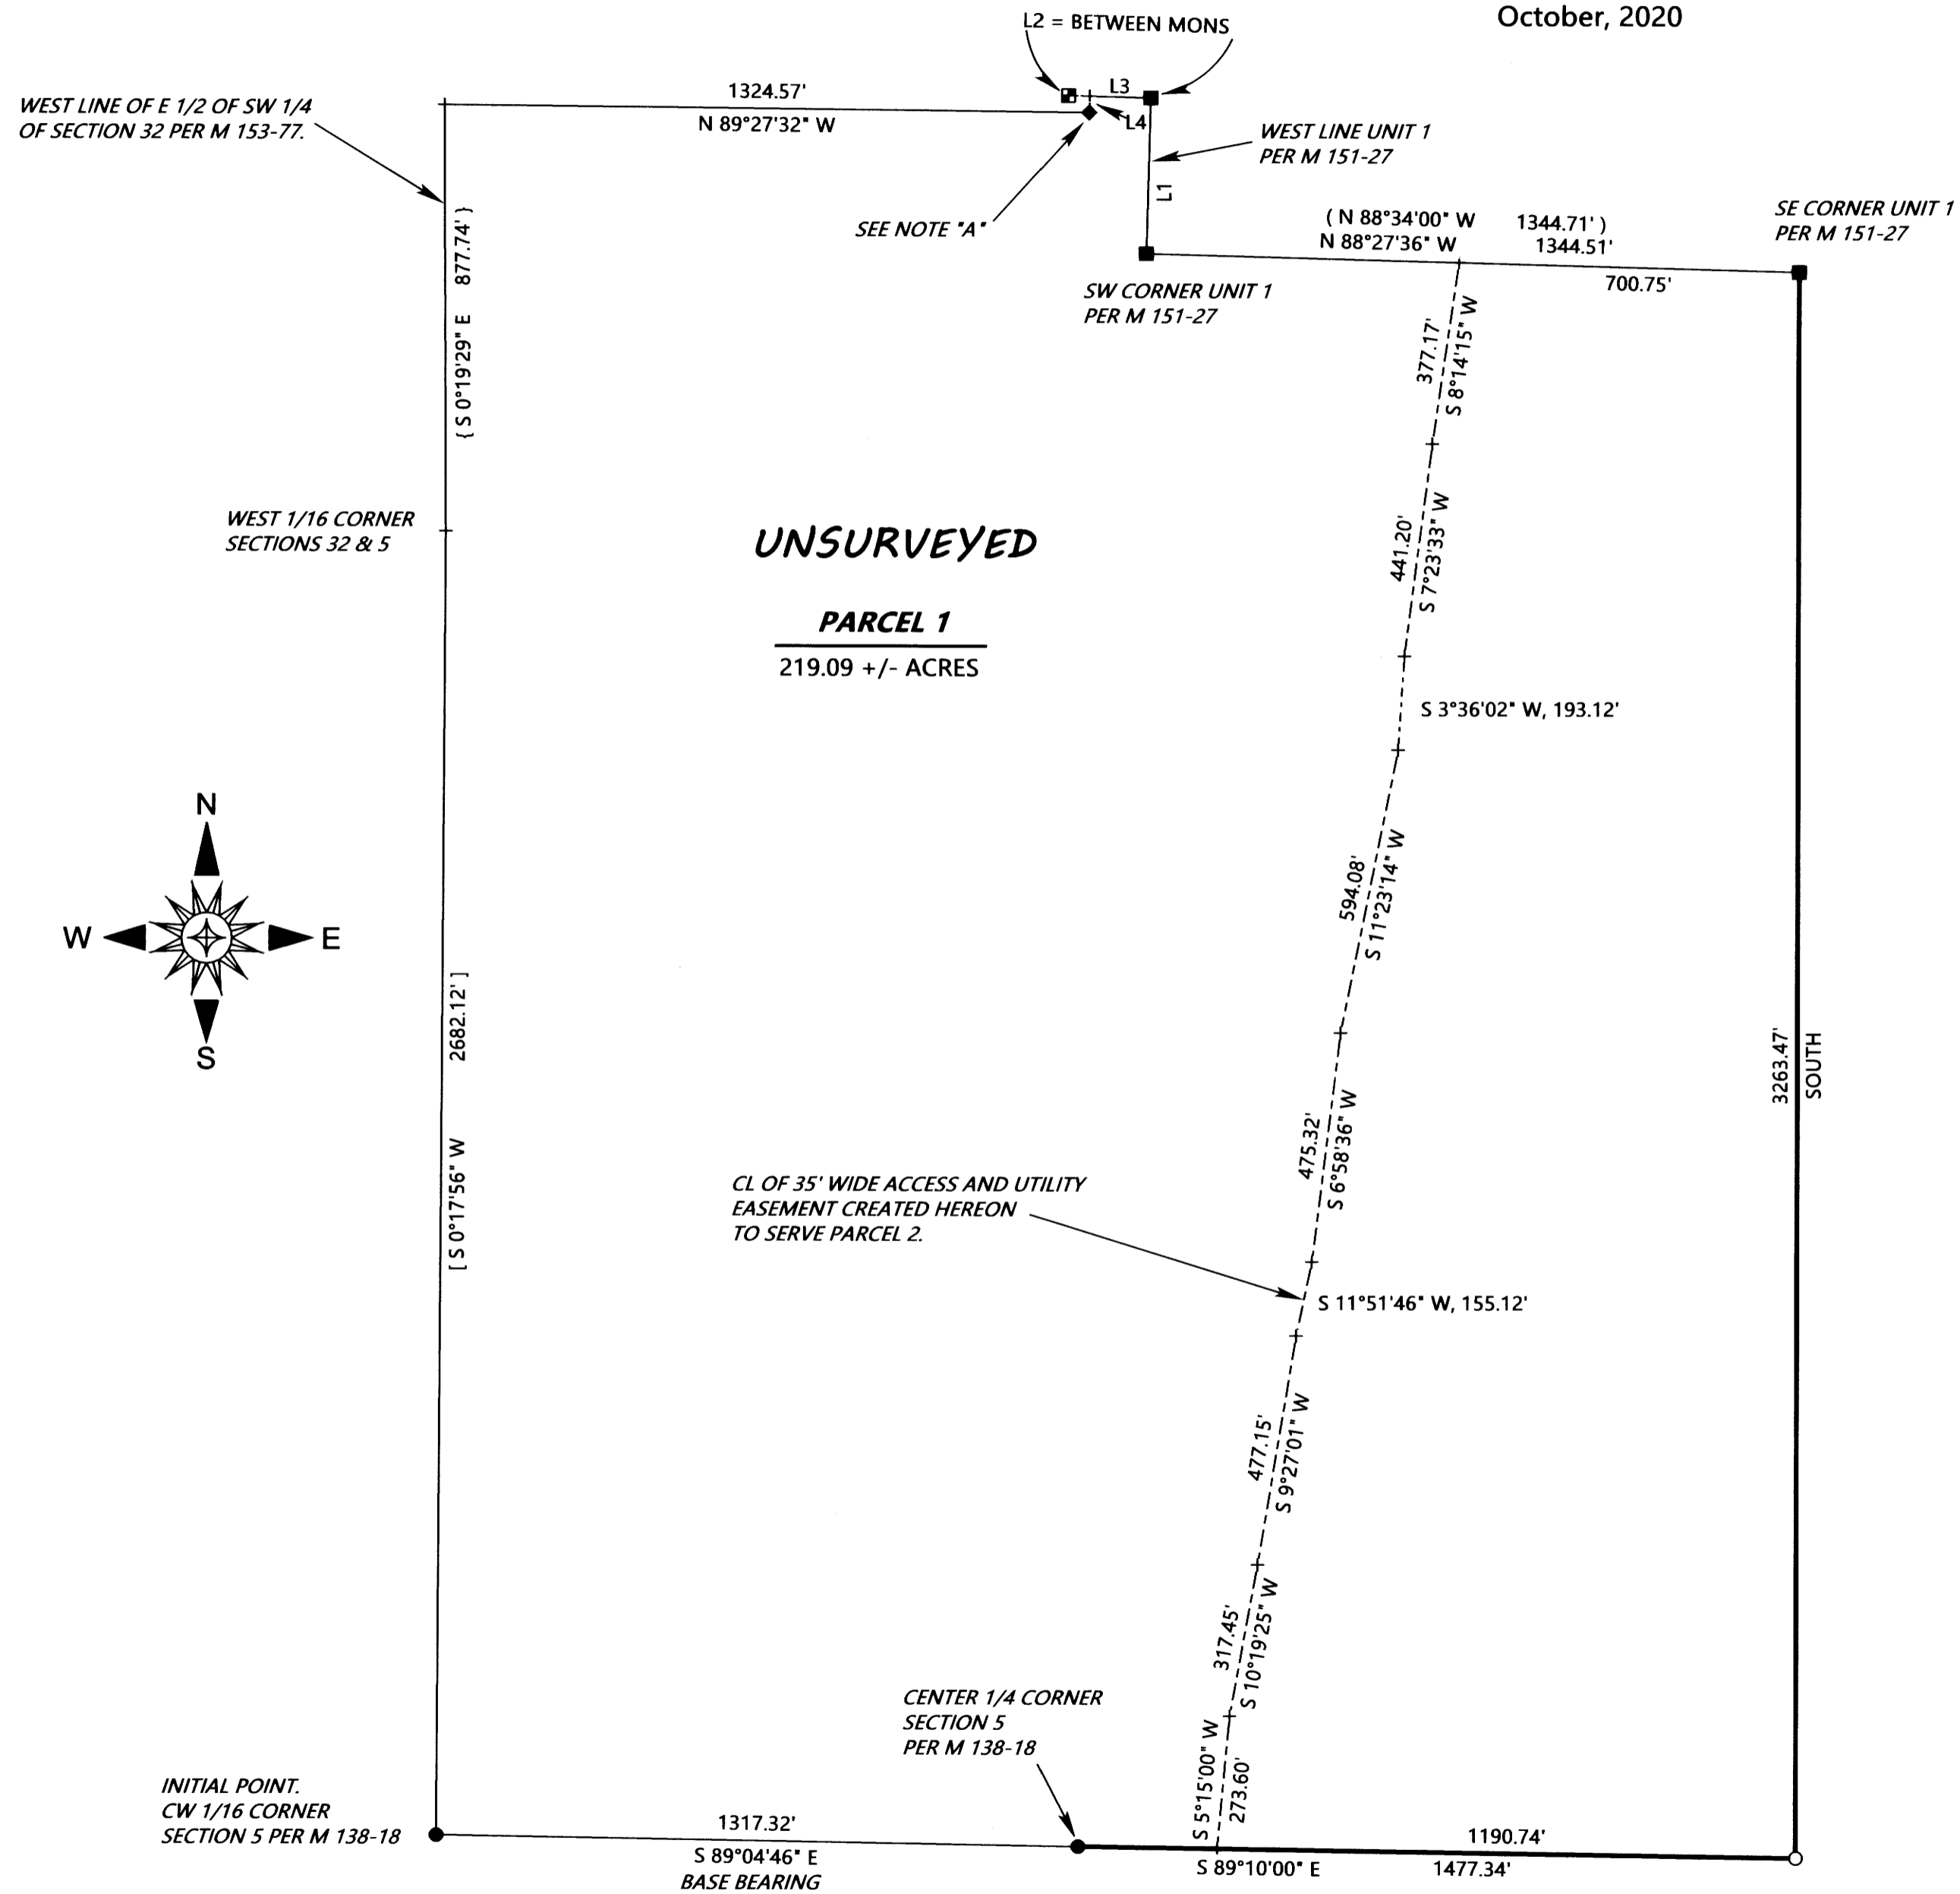 October, 2020
L2 = BETWEEN MONS
WEST LINE OF E 1/2 OF SW 1/4
OF SECTION 32 PER M 153-77.
1324.57'
N 89°27'32" W
L3
L4
WEST LINE UNIT 1
PER M 151-27
L1
SEE NOTE "A"
( N 88°34'00" W 1344.71' )
N 88°27'36" W 1344.51'
700.75'
SE CORNER UNIT 1
PER M 151-27
SW CORNER UNIT 1
PER M 151-27
{ S 0°19'29" E 877.74' }
377.17'
S 8°14'15" W
WEST 1/16 CORNER
SECTIONS 32 & 5
UNSURVEYED
PARCEL 1
219.09 +/- ACRES
441.20'
S 7°23'33" W
S 3°36'02" W, 193.12'
N
W
E
S
594.08'
S 11°23'14" W
[ S 0°17'56" W 2682.12' ]
3263.47'
SOUTH
475.32'
S 6°58'36" W
CL OF 35' WIDE ACCESS AND UTILITY
EASEMENT CREATED HEREON
TO SERVE PARCEL 2.
S 11°51'46" W, 155.12'
477.15'
S 9°27'01" W
317.45'
S 10°19'25" W
CENTER 1/4 CORNER
SECTION 5
PER M 138-18
S 5°15'00" W
273.60'
INITIAL POINT.
CW 1/16 CORNER
SECTION 5 PER M 138-18
1317.32'
S 89°04'46" E
BASE BEARING
1190.74'
S 89°10'00" E 1477.34'